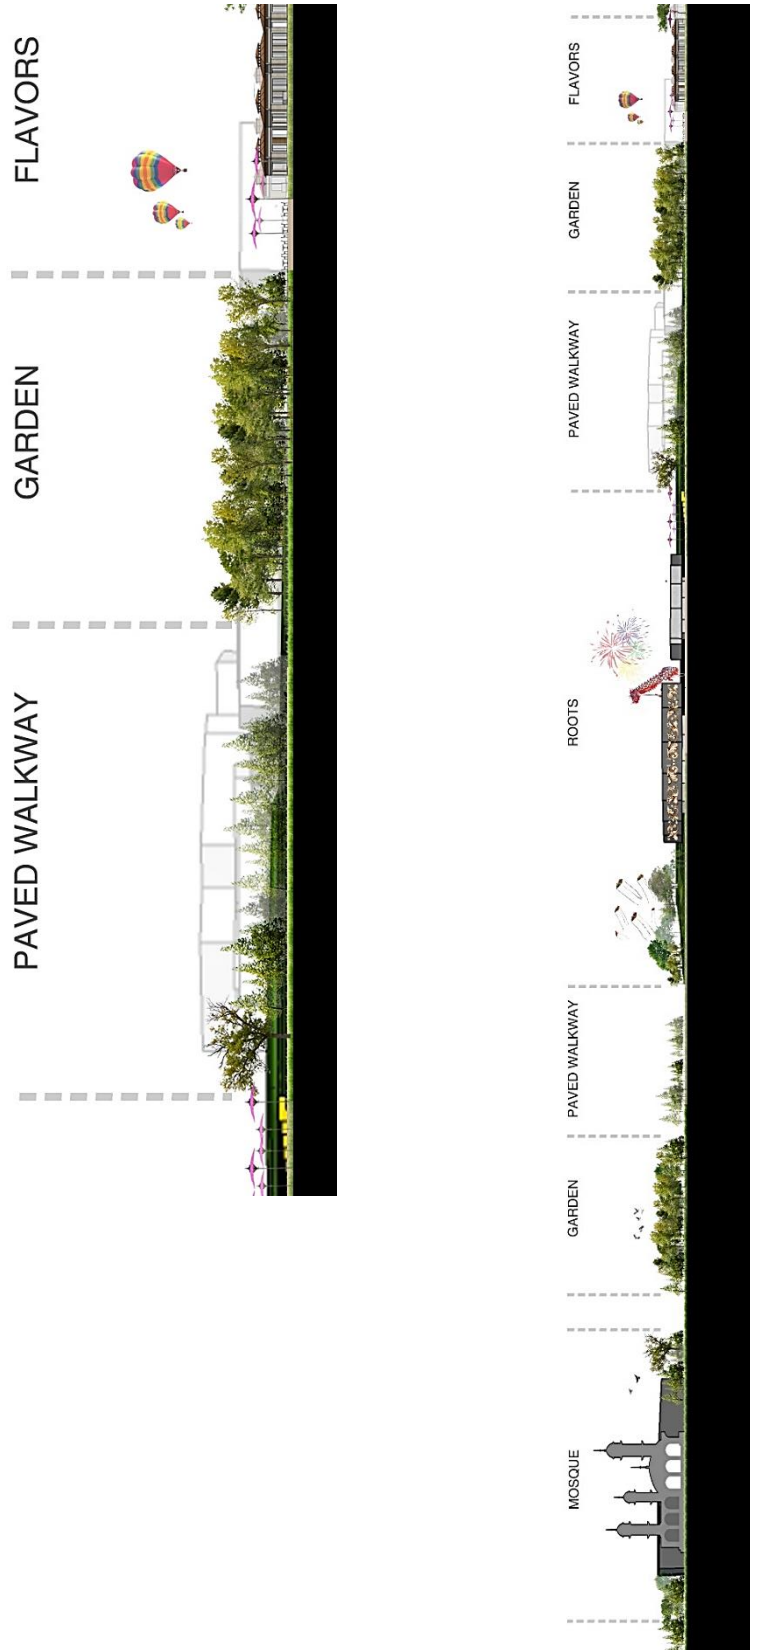 FLAVORS
GARDEN
PAVED WALKWAY
FLAVORS
GARDEN
PAVED WALKWAY
ROOTS
PAVED WALKWAY
GARDEN
MOSQUE